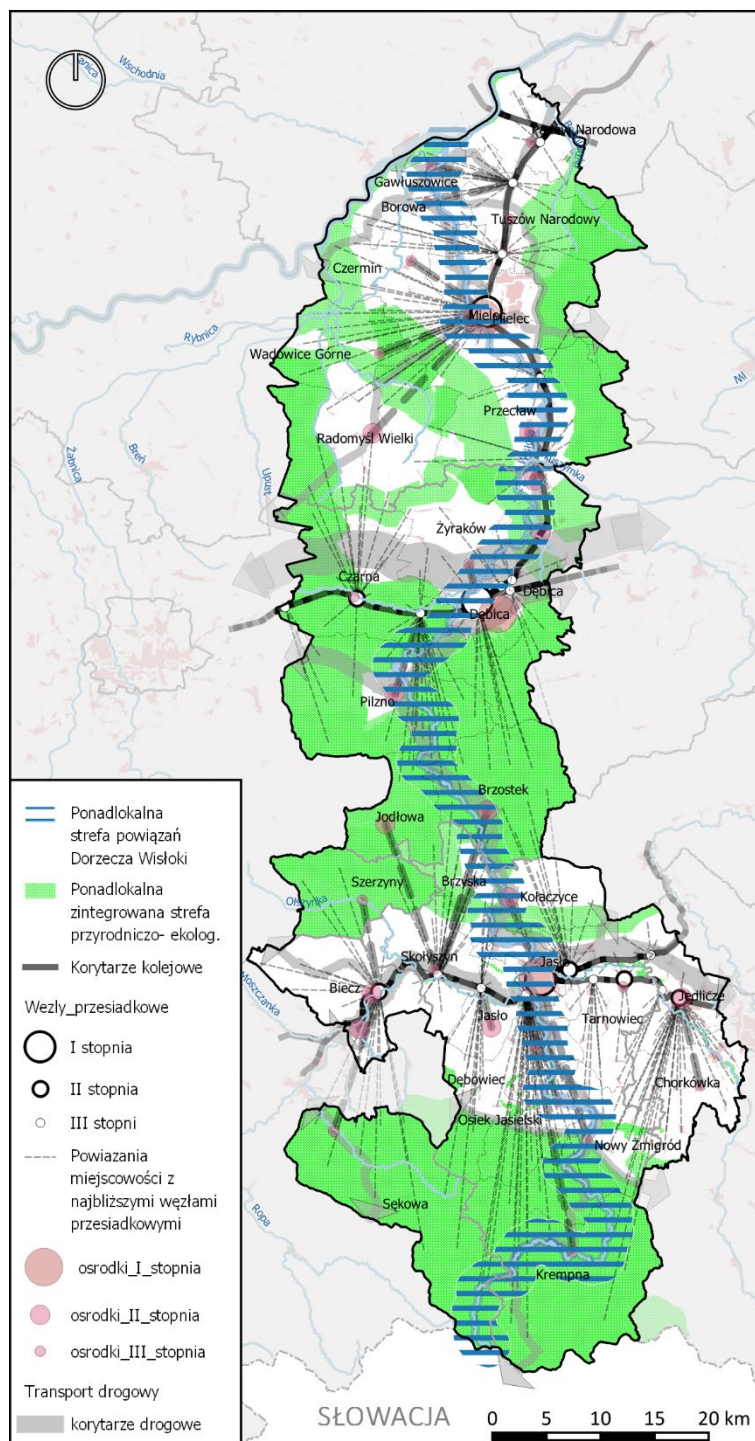 Wschodnia
Narodowa
Gawłuszowice
Borowa
Tuszów Narodowy
Czermin
Mielec
Mielec
Rybnica
Wadowice Górne
Przecław
Radomyśl Wielki
Żabnica
Breń
Upust
Żyraków
Czarna
Dębica
Dębica
Pilzno
Brzostek
Jodłowa
Szerzyny
Brzyska
Olszynka
Kołaczyce
Skołyszyn
Jasło
Moszczanka
Biecz
Jedlicze
Jasło
Tarnowiec
Dębowiec
Chorkówka
Osiek Jasielski
Nowy Żmigród
Sękowa
Ropa
Krempna
SŁOWACJA
0 5 10 15 20 km
Ponadlokalna
strefa powiązań
Dorzecza Wisłoki
Ponadlokalna
zintegrowana strefa
przyrodniczo- ekolog.
Korytarze kolejowe
Wezly_przesiadkowe
I stopnia
II stopnia
III stopni
Powiazania
miejscowości z
najbliższymi węzłami
przesiadkowymi
osrodki_I_stopnia
osrodki_II_stopnia
osrodki_III_stopnia
Transport drogowy
korytarze drogowe